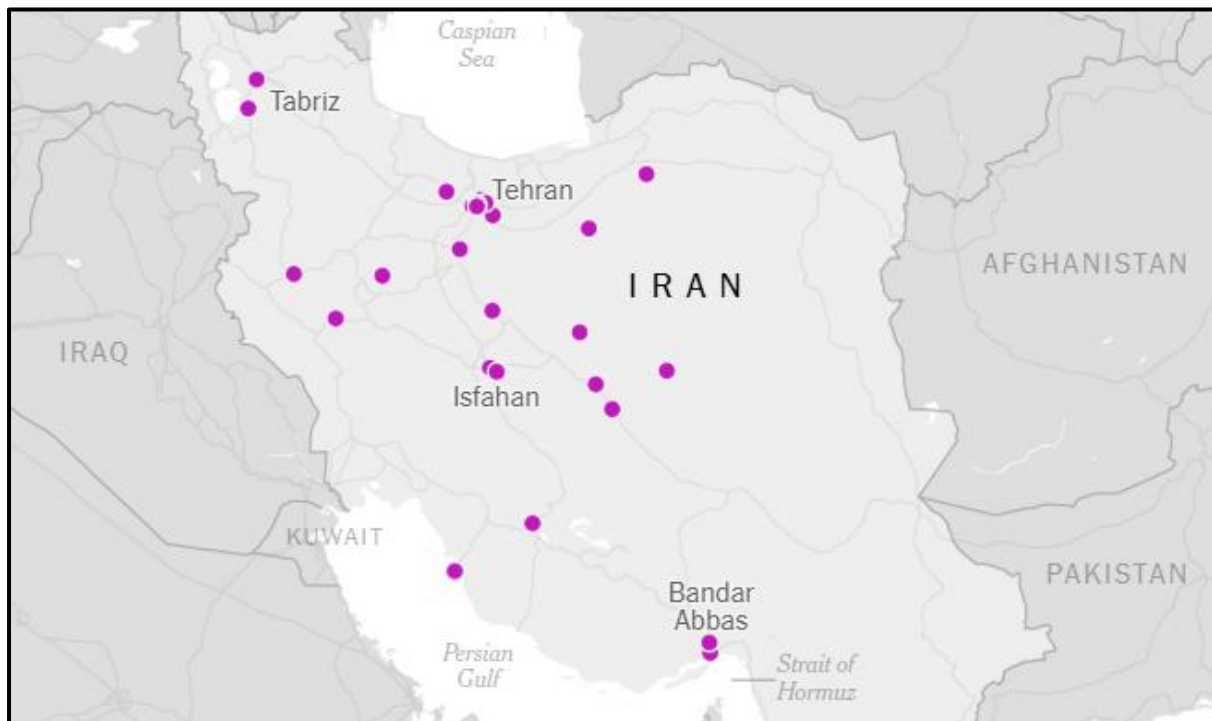 Caspian
Sea
Tabriz
Tehran
IRAN
AFGHANISTAN
IRAQ
Isfahan
KUWAIT
Bandar
Abbas
PAKISTAN
Persian
Gulf
Strait of
Hormuz